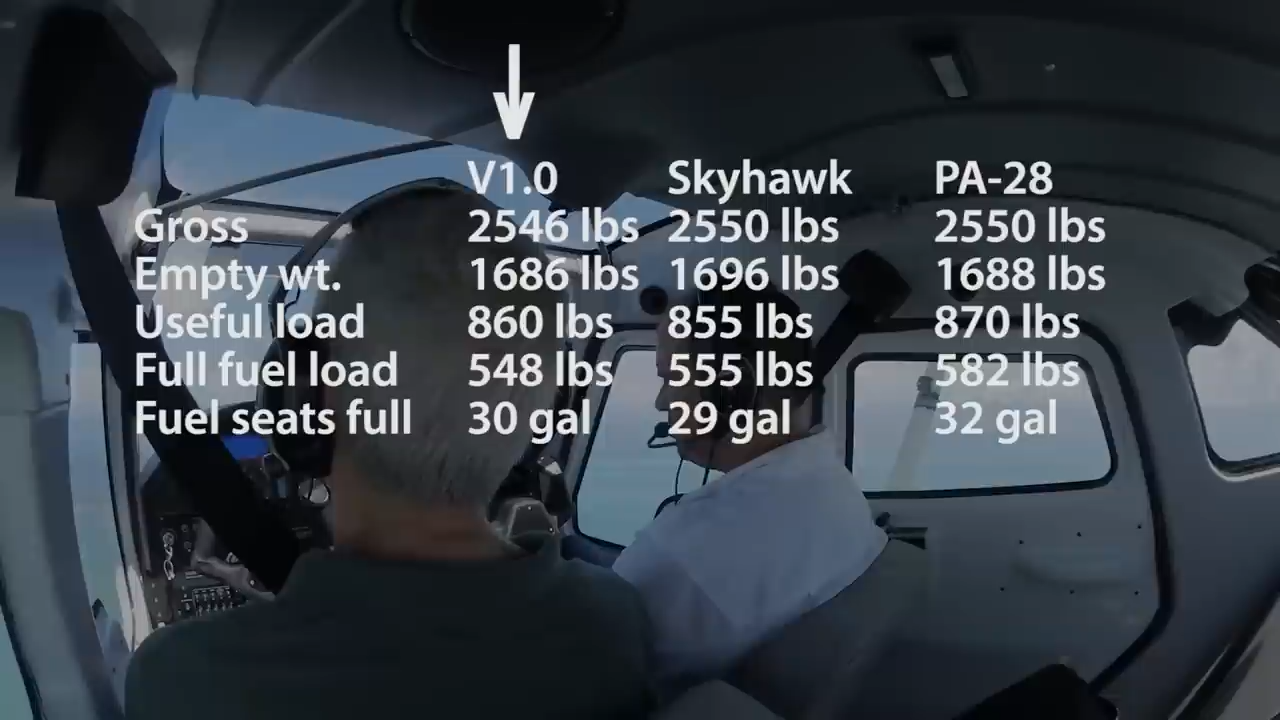 V1.0 Skyhawk PA-28
Gross 2546 lbs 2550 lbs 2550 lbs
Empty wt. 1686 lbs 1696 lbs 1688 lbs
Useful load 860 lbs 855 lbs 870 lbs
Full fuel load 548 lbs 555 lbs 582 lbs
Fuel seats full 30 gal 29 gal 32 gal